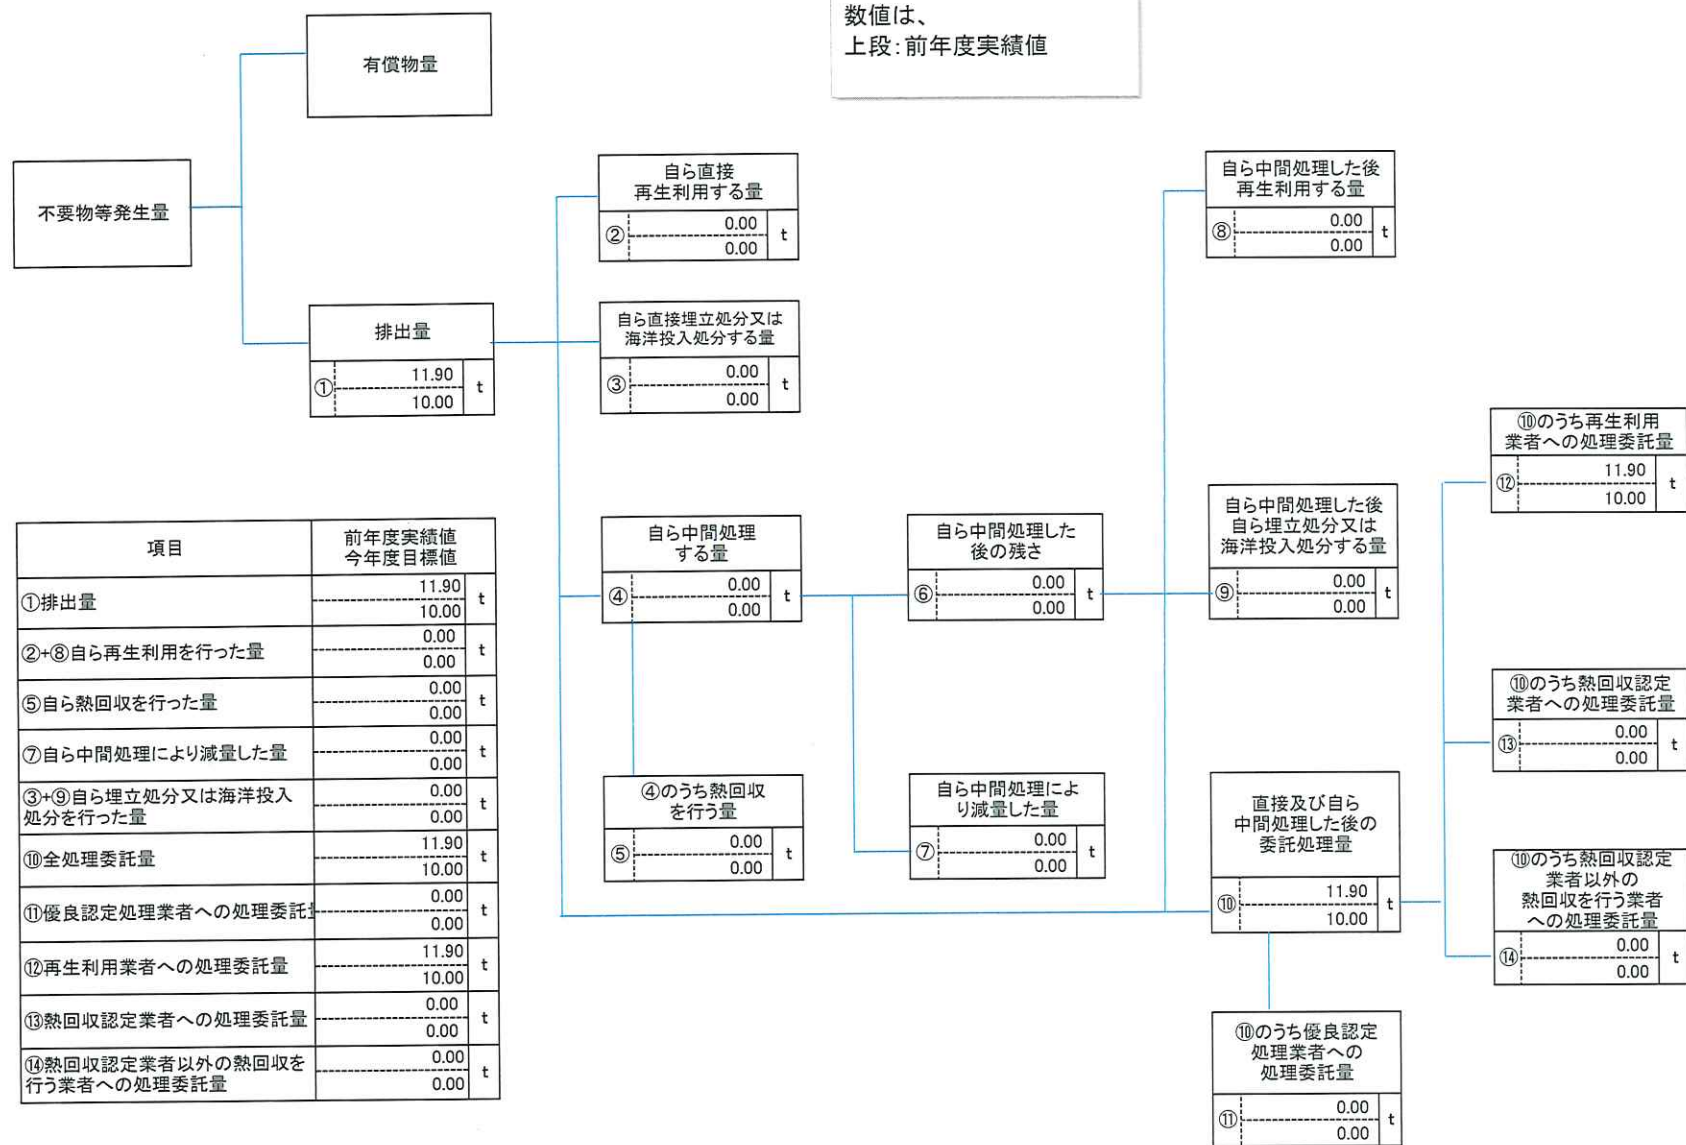 数値は、
上段：前年度実績値
有償物量
不要物等発生量
排出量
① 11.90 t
10.00
自ら直接
再生利用する量
② 0.00 t
0.00
自ら直接埋立処分又は
海洋投入処分する量
③ 0.00 t
0.00
自ら中間処理
する量
④ 0.00 t
0.00
④のうち熱回収
を行う量
⑤ 0.00 t
0.00
自ら中間処理した
後の残さ
⑥ 0.00 t
0.00
自ら中間処理によ
り減量した量
⑦ 0.00 t
0.00
自ら中間処理した後
再生利用する量
⑧ 0.00 t
0.00
自ら中間処理した後
自ら埋立処分又は
海洋投入処分する量
⑨ 0.00 t
0.00
直接及び自ら
中間処理した後の
委託処理量
⑩ 11.90 t
10.00
⑩のうち優良認定
処理業者への
処理委託量
⑪ 0.00 t
0.00
⑩のうち再生利用
業者への処理委託量
⑫ 11.90 t
10.00
⑩のうち熱回収認定
業者への処理委託量
⑬ 0.00 t
0.00
⑩のうち熱回収認定
業者以外の
熱回収を行う業者
への処理委託量
⑭ 0.00 t
0.00
項目 前年度実績値
今年度目標値
①排出量 11.90 t
10.00
②+⑧自ら再生利用を行った量 0.00 t
0.00
⑤自ら熱回収を行った量 0.00 t
0.00
⑦自ら中間処理により減量した量 0.00 t
0.00
③+⑨自ら埋立処分又は海洋投入
処分を行った量 0.00 t
0.00
⑩全処理委託量 11.90 t
10.00
⑪優良認定処理業者への処理委託 0.00 t
0.00
⑫再生利用業者への処理委託量 11.90 t
10.00
⑬熱回収認定業者への処理委託量 0.00 t
0.00
⑭熱回収認定業者以外の熱回収を
行う業者への処理委託量 0.00 t
0.00